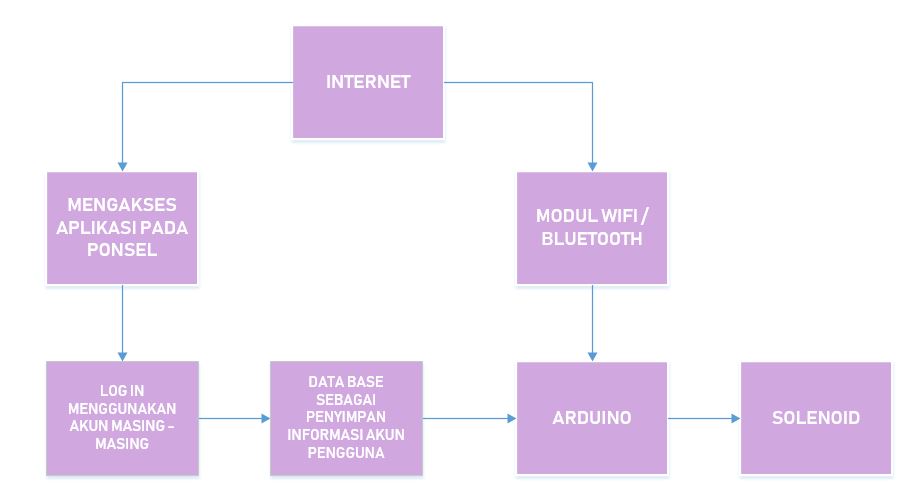 INTERNET
MENGAKSES
APLIKASI PADA
PONSEL
MODUL WIFI /
BLUETOOTH
LOG IN
MENGGUNAKAN
AKUN MASING –
MASING
DATA BASE
SEBAGAI
PENYIMPAN
INFORMASI AKUN
PENGGUNA
ARDUINO
SOLENOID